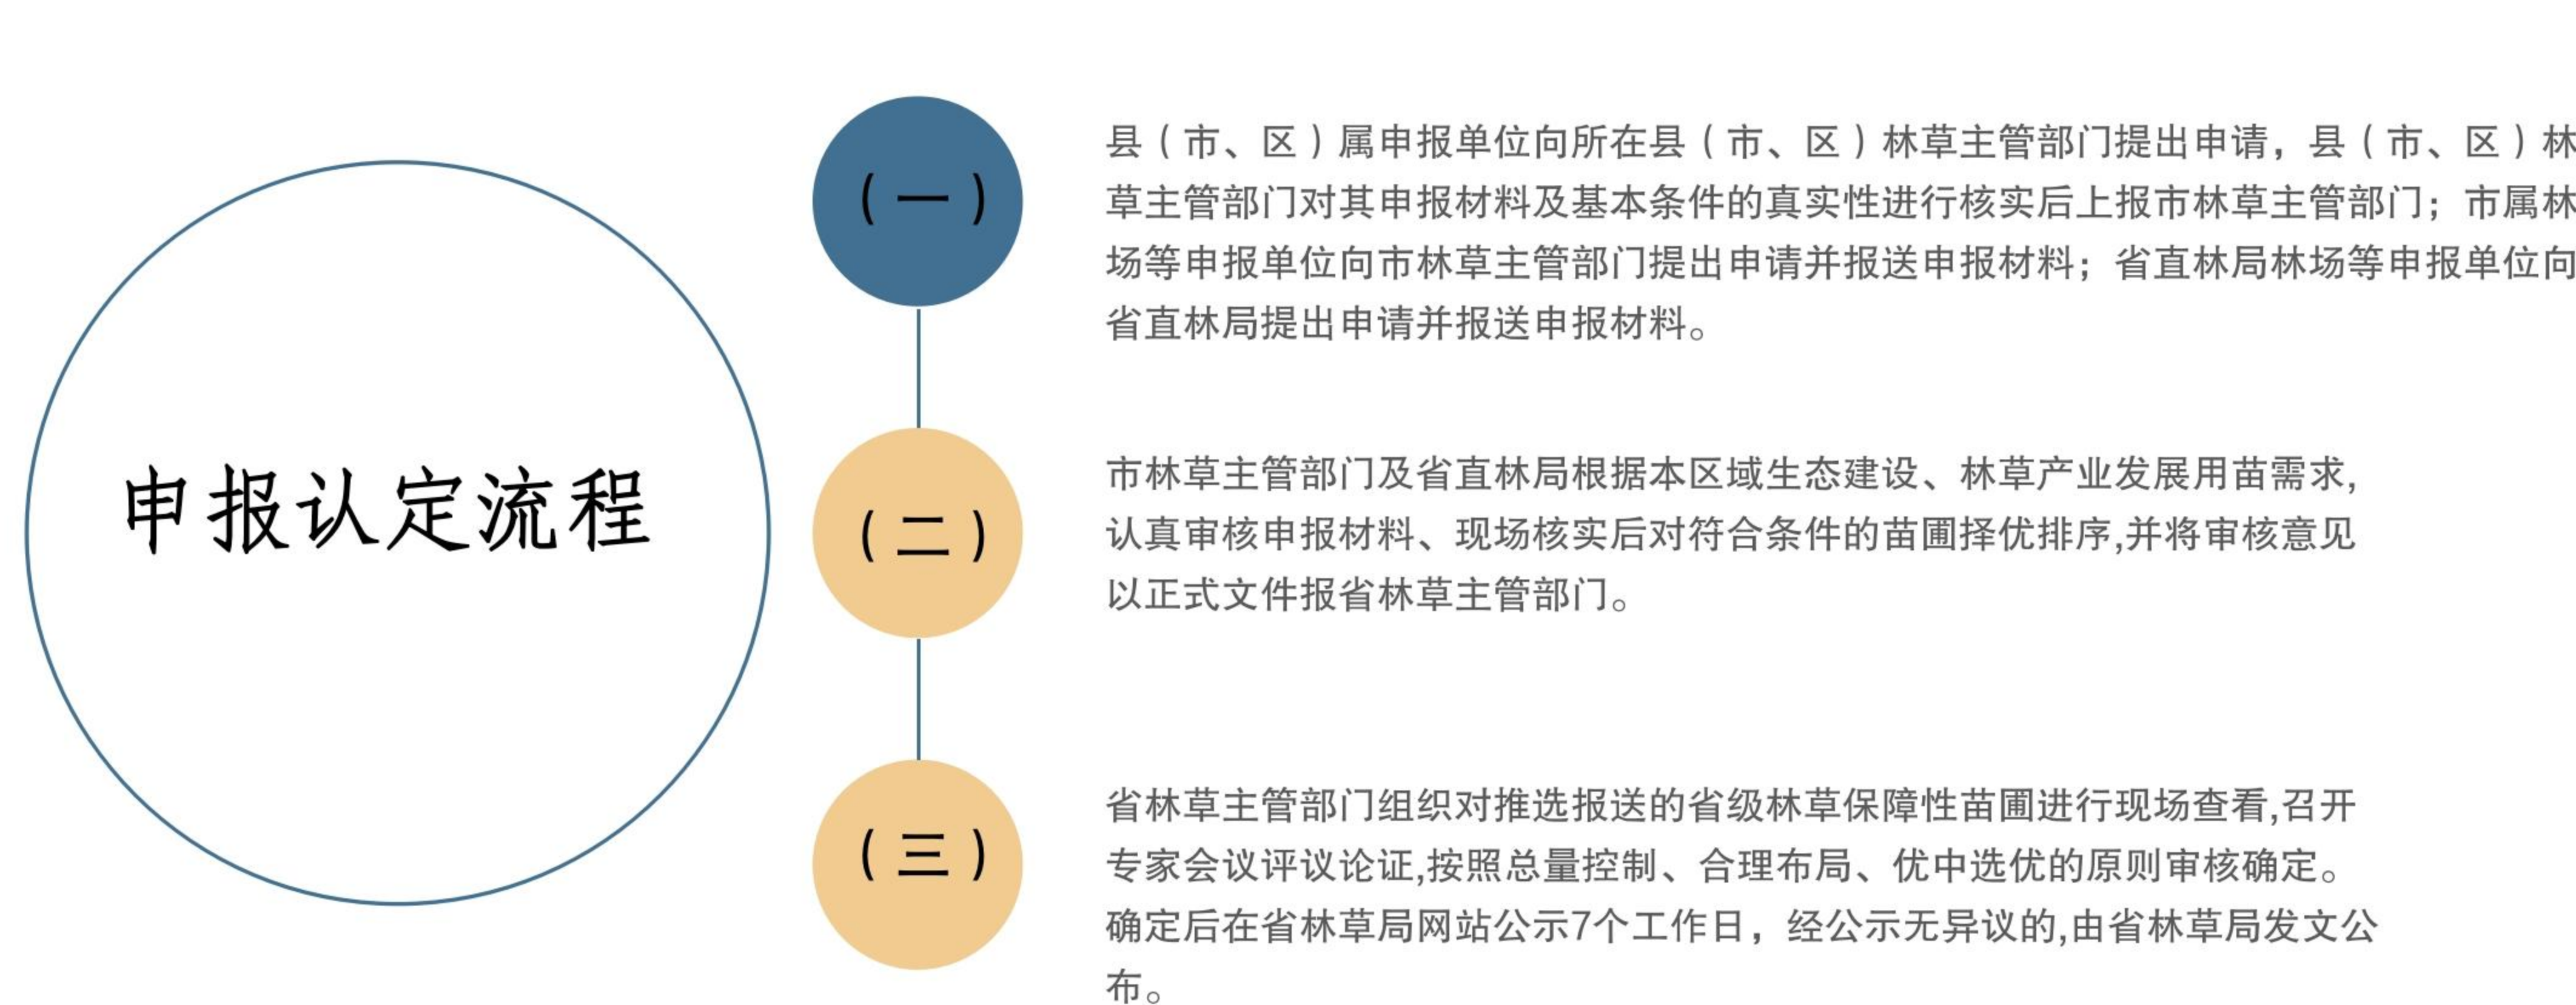 申报认定流程
（一）
县（市、区）属申报单位向所在县（市、区）林草主管部门提出申请，县（市、区）林
草主管部门对其申报材料及基本条件的真实性进行核实后上报市林草主管部门；市属林
场等申报单位向市林草主管部门提出申请并报送申报材料；省直林局林场等申报单位向
省直林局提出申请并报送申报材料。
（二）
市林草主管部门及省直林局根据本区域生态建设、林草产业发展用苗需求,
认真审核申报材料、现场核实后对符合条件的苗圃择优排序,并将审核意见
以正式文件报省林草主管部门。
（三）
省林草主管部门组织对推选报送的省级林草保障性苗圃进行现场查看,召开
专家会议评议论证,按照总量控制、合理布局、优中选优的原则审核确定。
确定后在省林草局网站公示7个工作日，经公示无异议的,由省林草局发文公
布。